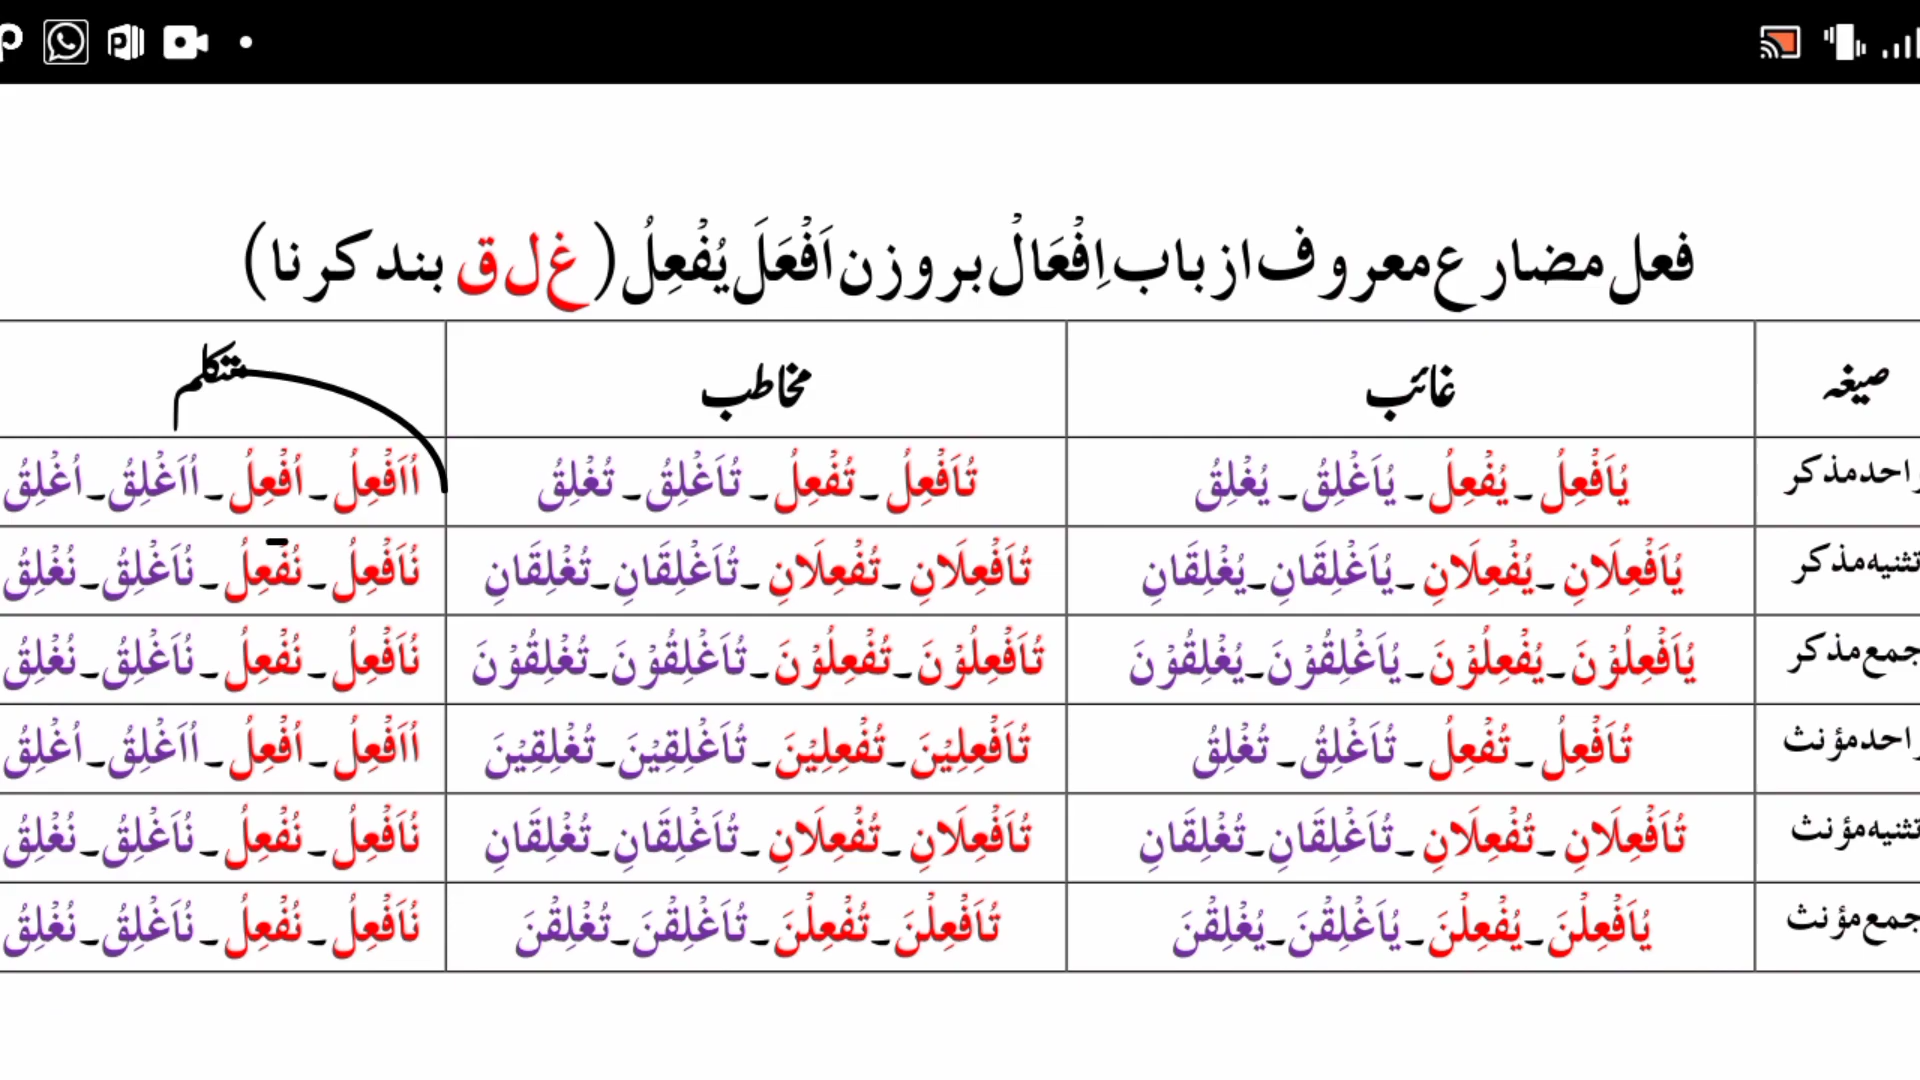 فعل مضارع معروف از باب اِفْعَالْ بروزن اَفْعَلَ يُفْعِلُ (غ ل ق بند کرنا)
صیغہ غائب مخاطب متکلم
واحد مذکر يُاَفْعِلُ ـ يُفْعِلُ ـ يُاَغْلِقُ ـ يُغْلِقُ تُاَفْعِلُ ـ تُفْعِلُ ـ تُاَغْلِقُ ـ تُغْلِقُ اُاَفْعِلُ ـ اُفْعِلُ ـ اُاَغْلِقُ ـ اُغْلِقُ
تثنیہ مذکر يُاَفْعِلَانِ ـ يُفْعِلَانِ ـ يُاَغْلِقَانِ ـ يُغْلِقَانِ تُاَفْعِلَانِ ـ تُفْعِلَانِ ـ تُاَغْلِقَانِ ـ تُغْلِقَانِ نُاَفْعِلُ ـ نُفْعِلُ ـ نُاَغْلِقُ ـ نُغْلِقُ
جمع مذکر يُاَفْعِلُوْنَ ـ يُفْعِلُوْنَ ـ يُاَغْلِقُوْنَ ـ يُغْلِقُوْنَ تُاَفْعِلُوْنَ ـ تُفْعِلُوْنَ ـ تُاَغْلِقُوْنَ ـ تُغْلِقُوْنَ نُاَفْعِلُ ـ نُفْعِلُ ـ نُاَغْلِقُ ـ نُغْلِقُ
واحد مؤنث تُاَفْعِلُ ـ تُفْعِلُ ـ تُاَغْلِقُ ـ تُغْلِقُ تُاَفْعِلِيْنَ ـ تُفْعِلِيْنَ ـ تُاَغْلِقِيْنَ ـ تُغْلِقِيْنَ اُاَفْعِلُ ـ اُفْعِلُ ـ اُاَغْلِقُ ـ اُغْلِقُ
تثنیہ مؤنث تُاَفْعِلَانِ ـ تُفْعِلَانِ ـ تُاَغْلِقَانِ ـ تُغْلِقَانِ تُاَفْعِلَانِ ـ تُفْعِلَانِ ـ تُاَغْلِقَانِ ـ تُغْلِقَانِ نُاَفْعِلُ ـ نُفْعِلُ ـ نُاَغْلِقُ ـ نُغْلِقُ
جمع مؤنث يُاَفْعِلْنَ ـ يُفْعِلْنَ ـ يُاَغْلِقْنَ ـ يُغْلِقْنَ تُاَفْعِلْنَ ـ تُفْعِلْنَ ـ تُاَغْلِقْنَ ـ تُغْلِقْنَ نُاَفْعِلُ ـ نُفْعِلُ ـ نُاَغْلِقُ ـ نُغْلِقُ